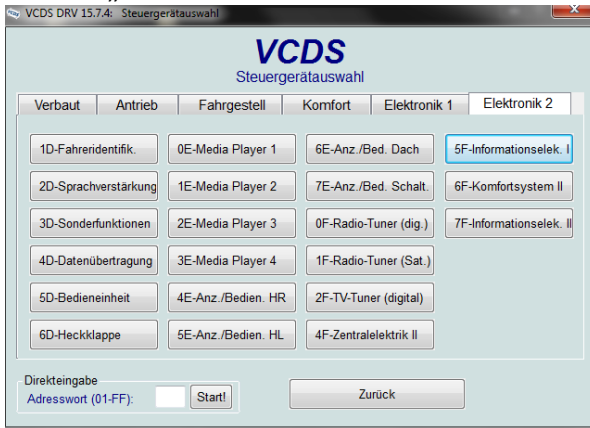 VCDS DRV 15.7.4: Steuergerätauswahl
VCDS
Steuergerätauswahl
Verbaut Antrieb Fahrgestell Komfort Elektronik 1 Elektronik 2
1D-Fahreridentifik. 0E-Media Player 1 6E-Anz./Bed. Dach 5F-Informationselek. I
2D-Sprachverstärkung 1E-Media Player 2 7E-Anz./Bed. Schalt. 6F-Komfortsystem II
3D-Sonderfunktionen 2E-Media Player 3 0F-Radio-Tuner (dig.) 7F-Informationselek. II
4D-Datenübertragung 3E-Media Player 4 1F-Radio-Tuner (Sat.)
5D-Bedieneinheit 4E-Anz./Bedien. HR 2F-TV-Tuner (digital)
6D-Heckklappe 5E-Anz./Bedien. HL 4F-Zentralelektrik II
Direkteingabe
Adresswort (01-FF): Start! Zurück